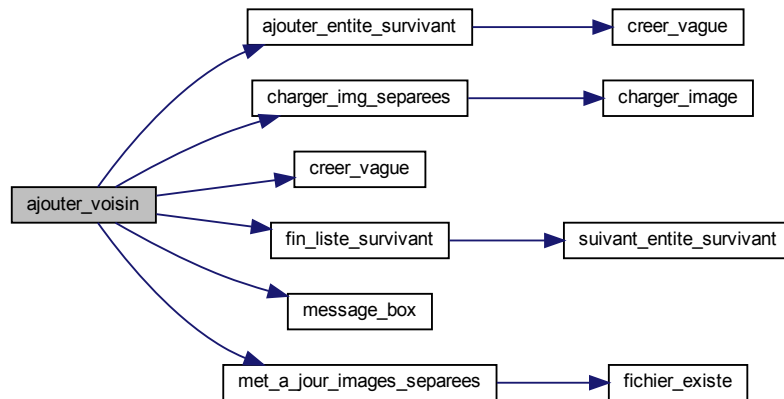 ajouter_entite_survivant
creer_vague
charger_img_separees
charger_image
creer_vague
ajouter_voisin
fin_liste_survivant
suivant_entite_survivant
message_box
met_a_jour_images_separees
fichier_existe